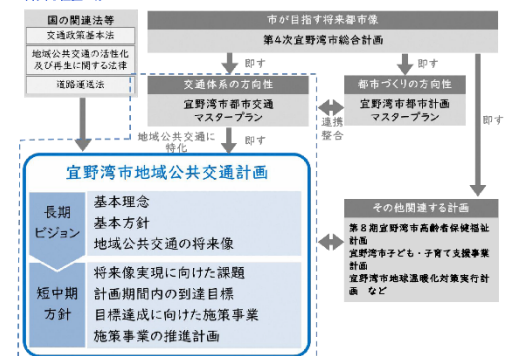 国の関連法等
交通政策基本法
地域公共交通の活性化
及び再生に関する法律
道路運送法
市が目指す将来都市像
第4次宜野湾市総合計画
即す
即す
交通体系の方向性
宜野湾市都市交通
マスタープラン
連携
整合
都市づくりの方向性
宜野湾市都市計画
マスタープラン
即す
地域公共交通に
特化
即す
宜野湾市地域公共交通計画
長期
ビジョン
基本理念
基本方針
地域公共交通の将来像
短中期
方針
将来像実現に向けた課題
計画期間内の到達目標
目標達成に向けた施策事業
施策事業の推進計画
その他関連する計画
第8期宜野湾市高齢者保健福祉
計画
宜野湾市子ども・子育て支援事業
計画
宜野湾市地球温暖化対策実行計
画 など